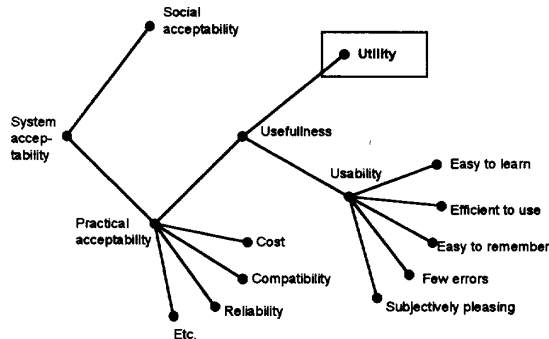 Social
acceptability
Utility
System
accep-
tability
Usefullness
Usability
Easy to learn
Efficient to use
Practical
acceptability
Cost
Easy to remember
Compatibility
Few errors
Reliability
Subjectively pleasing
Etc.